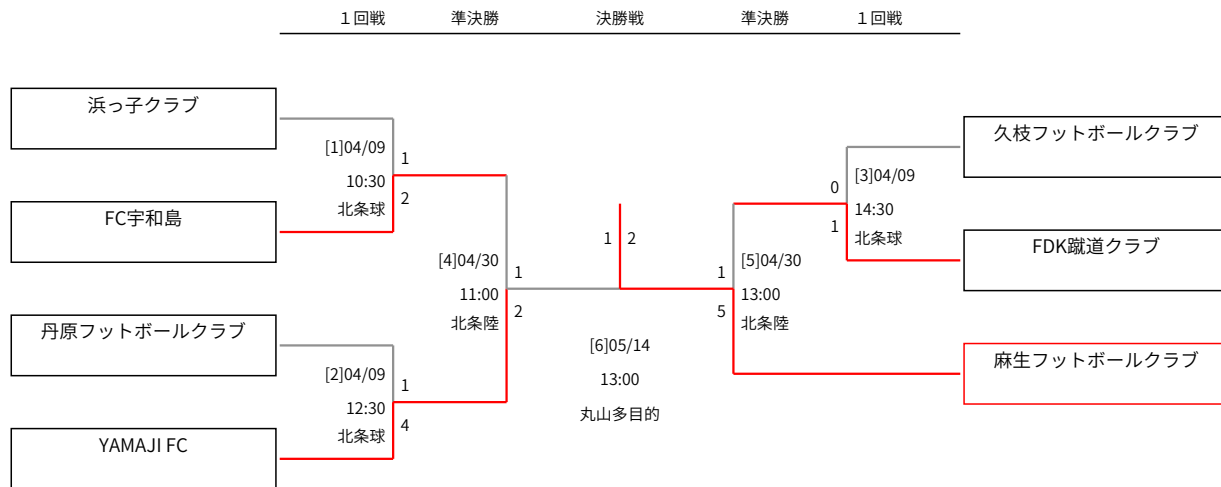 １回戦 準決勝 決勝戦 準決勝 １回戦
浜っ子クラブ
[1]04/09
10:30
北条球
1
2
FC宇和島
[4]04/30
11:00
北条陸
1
2
丹原フットボールクラブ
[2]04/09
12:30
北条球
1
4
YAMAJI FC
1 2
[6]05/14
13:00
丸山多目的
久枝フットボールクラブ
0
1
[3]04/09
14:30
北条球
FDK蹴道クラブ
1
5
[5]04/30
13:00
北条陸
麻生フットボールクラブ